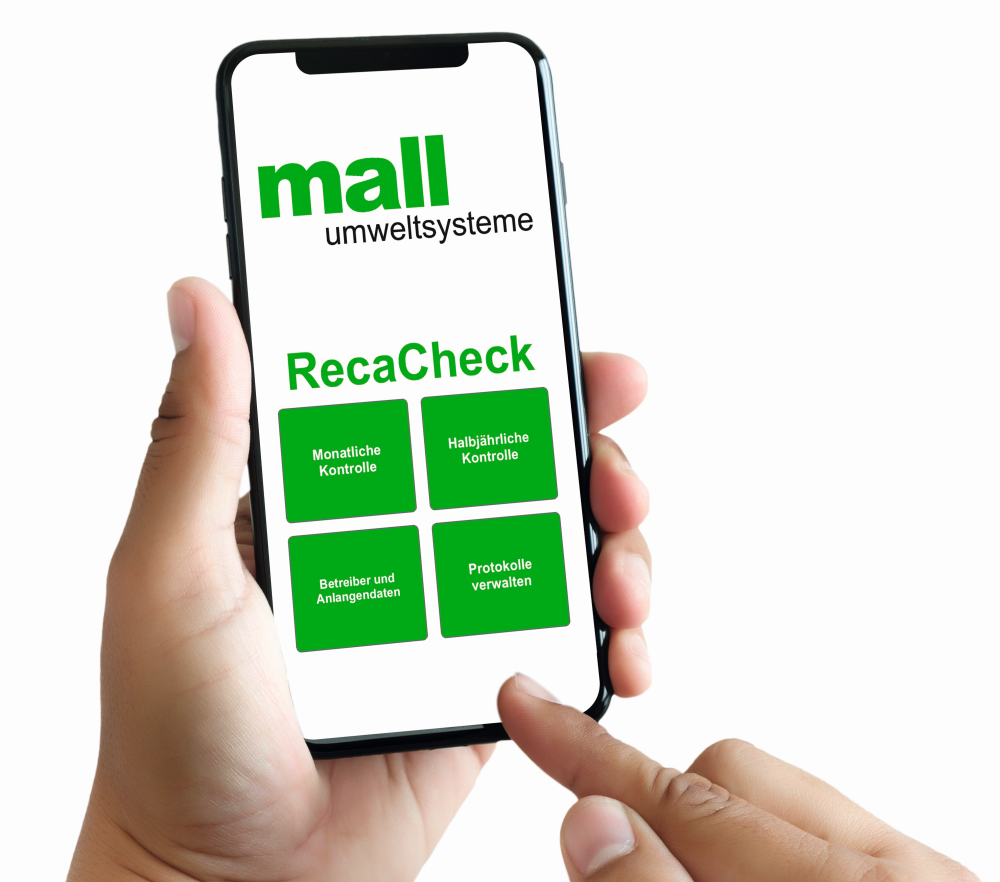 mall
umweltsysteme
RecaCheck
Monatliche
Kontrolle
Halbjährliche
Kontrolle
Betreiber und
Anlangendaten
Protokolle
verwalten